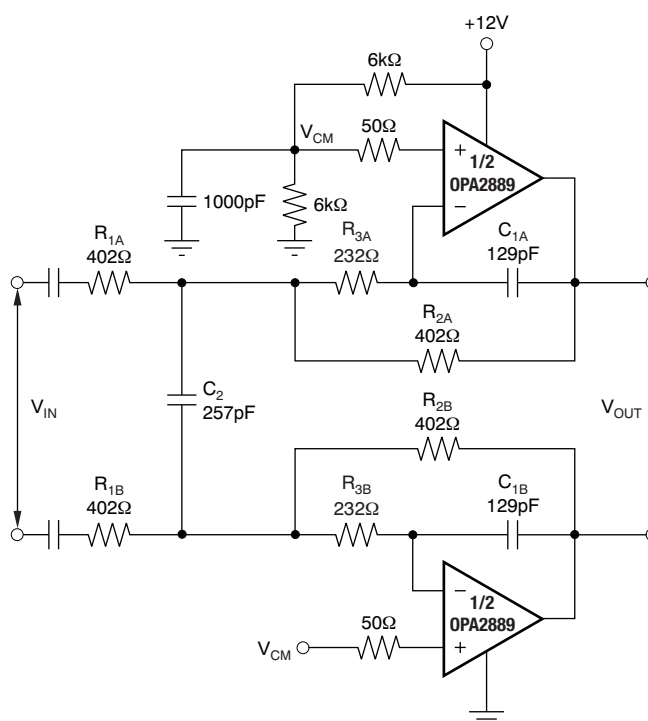 +12V
6kΩ
50Ω
V_CM
1/2
OPA2889
+
−
1000pF
6kΩ
R_1A
402Ω
R_3A
232Ω
C_1A
129pF
R_2A
402Ω
C_2
257pF
V_IN
V_OUT
R_2B
402Ω
R_1B
402Ω
R_3B
232Ω
C_1B
129pF
−
1/2
OPA2889
+
50Ω
V_CM